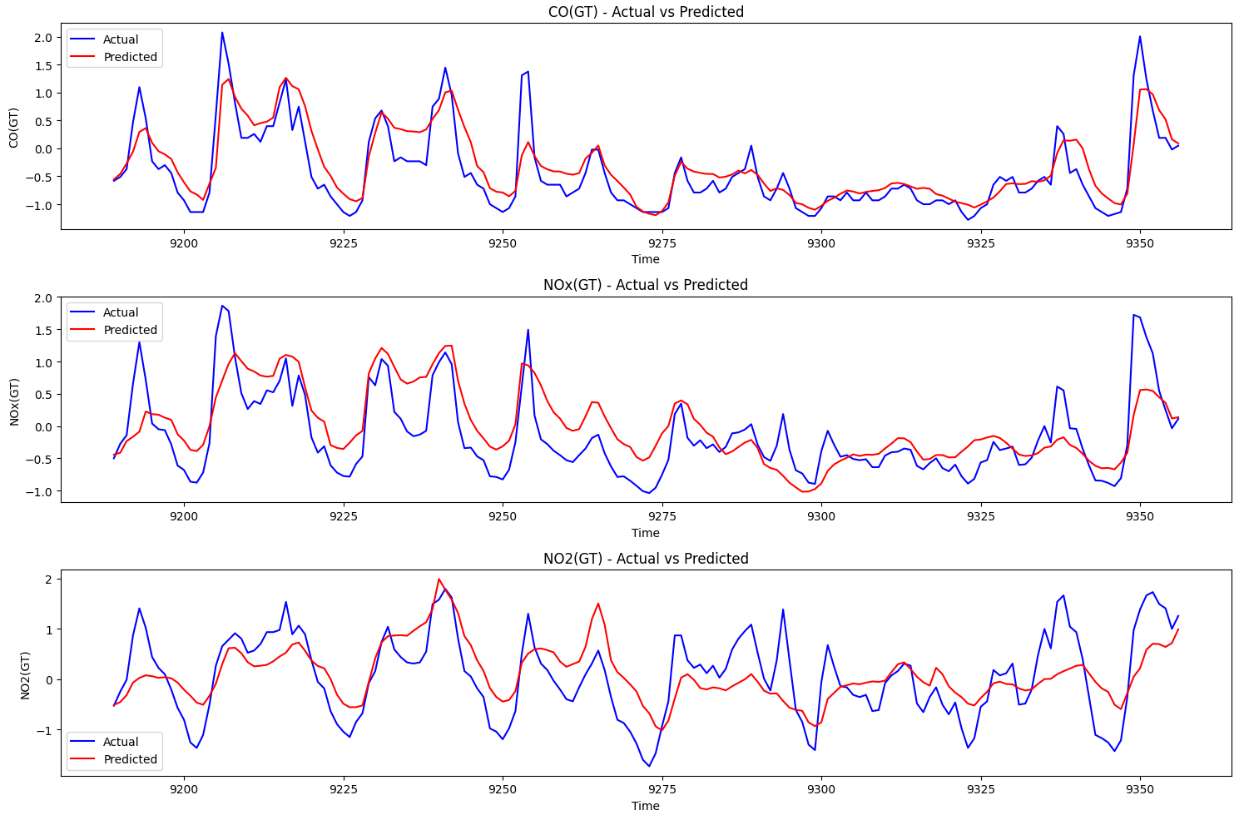 CO(GT) - Actual vs Predicted
Actual
Predicted
CO(GT)
2.0
1.5
1.0
0.5
0.0
−0.5
−1.0
9200 9225 9250 9275 9300 9325 9350
Time
NOx(GT) - Actual vs Predicted
Actual
Predicted
NOx(GT)
2.0
1.5
1.0
0.5
0.0
−0.5
−1.0
9200 9225 9250 9275 9300 9325 9350
Time
NO2(GT) - Actual vs Predicted
NO2(GT)
2
1
0
−1
Actual
Predicted
9200 9225 9250 9275 9300 9325 9350
Time